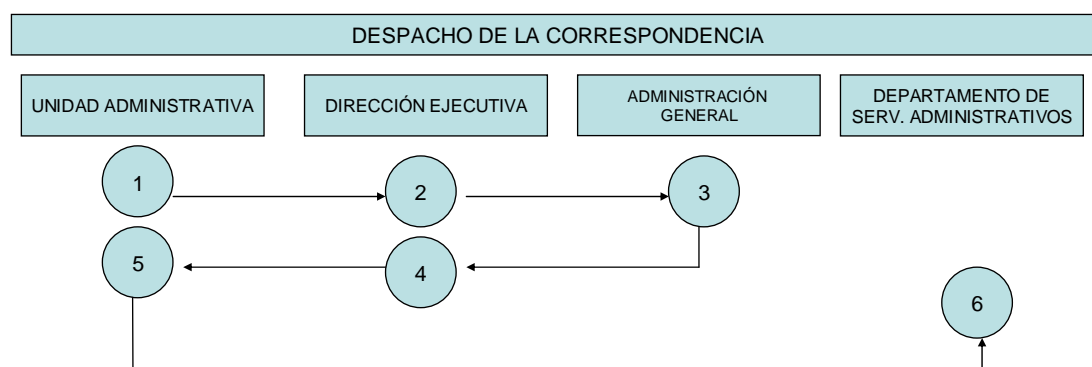 DESPACHO DE LA CORRESPONDENCIA
UNIDAD ADMINISTRATIVA
DIRECCIÓN EJECUTIVA
ADMINISTRACIÓN
GENERAL
DEPARTAMENTO DE
SERV. ADMINISTRATIVOS
1
2
3
5
4
6